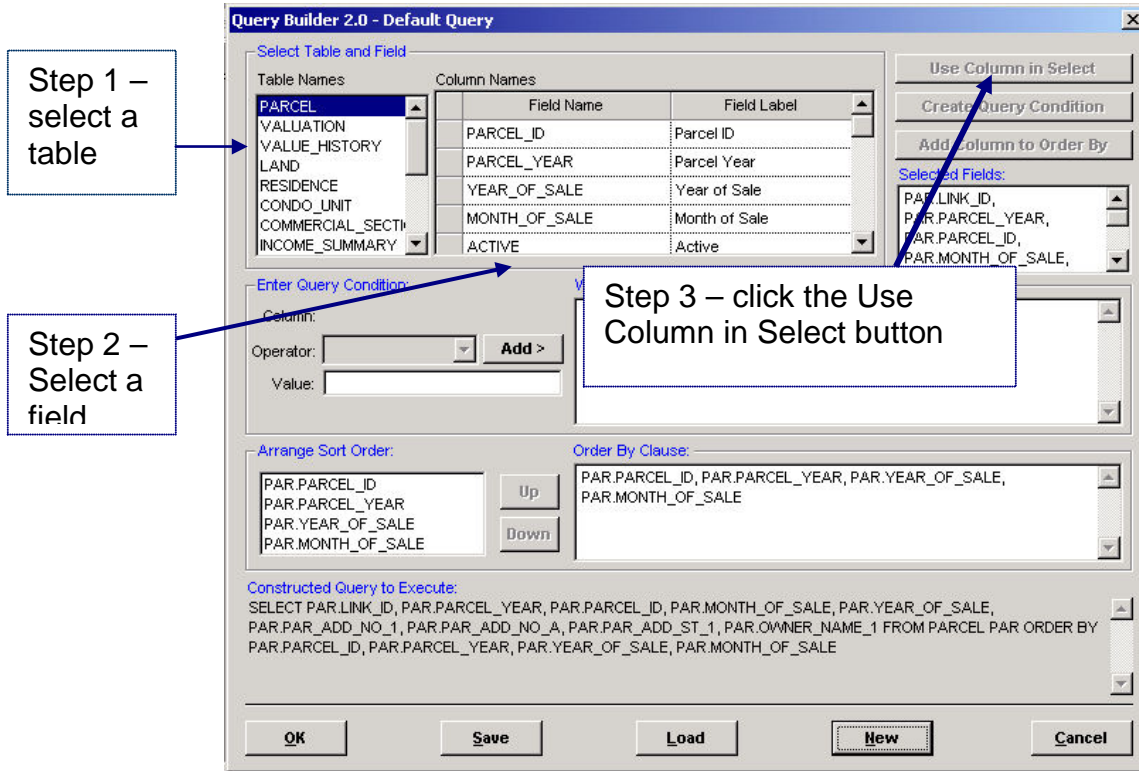 Query Builder 2.0 - Default Query
Step 1 –
select a
table
Step 2 –
Select a
field
Step 3 – click the Use
Column in Select button
Select Table and Field
Table Names
PARCEL
VALUATION
VALUE_HISTORY
LAND
RESIDENCE
CONDO_UNIT
COMMERCIAL_SECTI
INCOME_SUMMARY
Column Names
Field Name Field Label
PARCEL_ID Parcel ID
PARCEL_YEAR Parcel Year
YEAR_OF_SALE Year of Sale
MONTH_OF_SALE Month of Sale
ACTIVE Active
Use Column in Select
Create Query Condition
Add Column to Order By
Selected Fields:
PAR.LINK_ID,
PAR.PARCEL_YEAR,
PAR.PARCEL_ID,
PAR.MONTH_OF_SALE,
Enter Query Condition:
Column:
Operator:
Add >
Value:
W
Arrange Sort Order:
PAR.PARCEL_ID
PAR.PARCEL_YEAR
PAR.YEAR_OF_SALE
PAR.MONTH_OF_SALE
Up
Down
Order By Clause:
PAR.PARCEL_ID, PAR.PARCEL_YEAR, PAR.YEAR_OF_SALE,
PAR.MONTH_OF_SALE
Constructed Query to Execute:
SELECT PAR.LINK_ID, PAR.PARCEL_YEAR, PAR.PARCEL_ID, PAR.MONTH_OF_SALE, PAR.YEAR_OF_SALE,
PAR.PAR_ADD_NO_1, PAR.PAR_ADD_NO_A, PAR.PAR_ADD_ST_1, PAR.OWNER_NAME_1 FROM PARCEL PAR ORDER BY
PAR.PARCEL_ID, PAR.PARCEL_YEAR, PAR.YEAR_OF_SALE, PAR.MONTH_OF_SALE
OK Save Load New Cancel